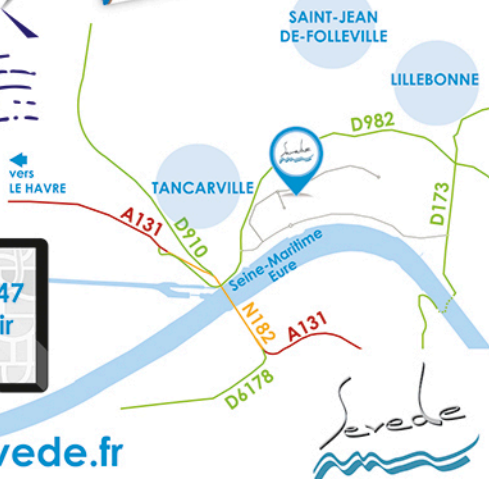 SAINT-JEAN
DE-FOLLEVILLE
LILLEBONNE
D982
Sevede
vers
LE HAVRE
TANCARVILLE
D173
A131
D910
Seine-Maritime
Eure
47
ir
N182
A131
D6178
Sevede
vede.fr